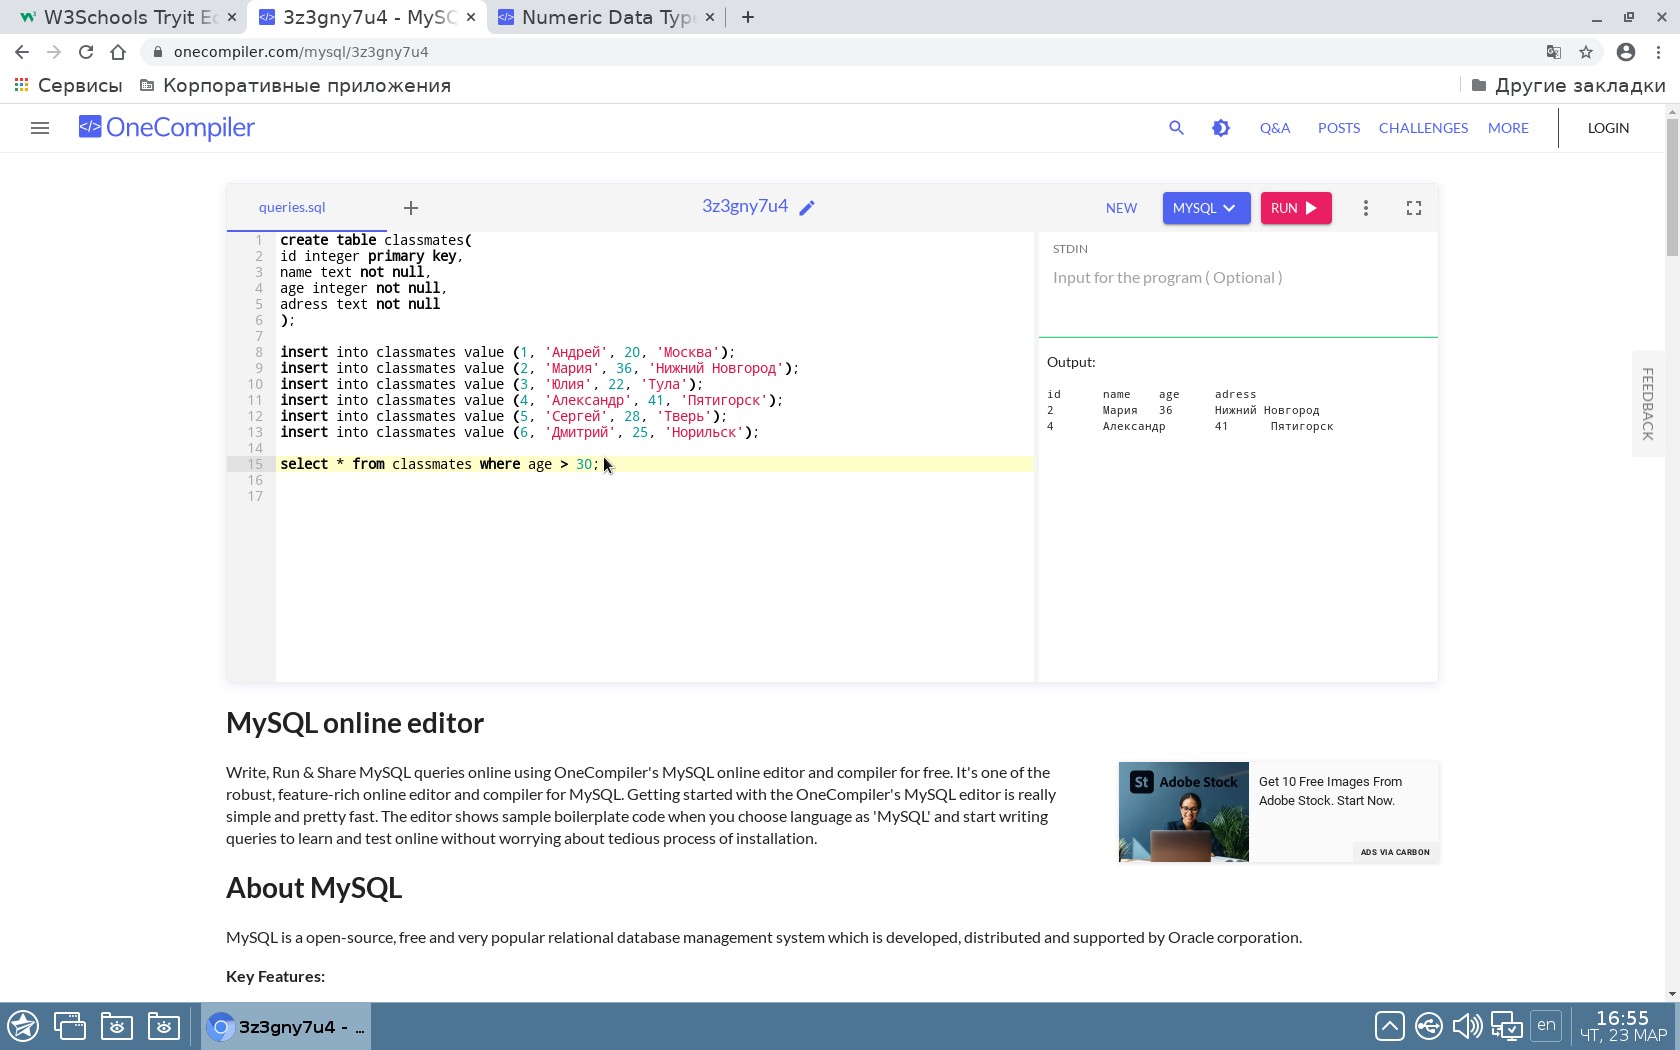 W3Schools Tryit Ec
3z3gny7u4 - MySQ
Numeric Data Type
onecompiler.com/mysql/3z3gny7u4
Сервисы
Корпоративные приложения
Другие закладки
OneCompiler
Q&A
POSTS
CHALLENGES
MORE
LOGIN
queries.sql
3z3gny7u4
NEW
MYSQL
RUN
1 create table classmates(
2 id integer primary key,
3 name text not null,
4 age integer not null,
5 adress text not null
6 );
7
8 insert into classmates value (1, 'Андрей', 20, 'Москва');
9 insert into classmates value (2, 'Мария', 36, 'Нижний Новгород');
10 insert into classmates value (3, 'Юлия', 22, 'Тула');
11 insert into classmates value (4, 'Александр', 41, 'Пятигорск');
12 insert into classmates value (5, 'Сергей', 28, 'Тверь');
13 insert into classmates value (6, 'Дмитрий', 25, 'Норильск');
14
15 select * from classmates where age > 30;
16
17
STDIN
Input for the program ( Optional )
Output:
id name age adress
2 Мария 36 Нижний Новгород
4 Александр 41 Пятигорск
FEEDBACK
MySQL online editor
Write, Run & Share MySQL queries online using OneCompiler's MySQL online editor and compiler for free. It's one of the
robust, feature-rich online editor and compiler for MySQL. Getting started with the OneCompiler's MySQL editor is really
simple and pretty fast. The editor shows sample boilerplate code when you choose language as 'MySQL' and start writing
queries to learn and test online without worrying about tedious process of installation.
St Adobe Stock
Get 10 Free Images From
Adobe Stock. Start Now.
ADS VIA CARBON
About MySQL
MySQL is a open-source, free and very popular relational database management system which is developed, distributed and supported by Oracle corporation.
Key Features:
3z3gny7u4 - ...
en
16:55
ЧТ, 23 МАР